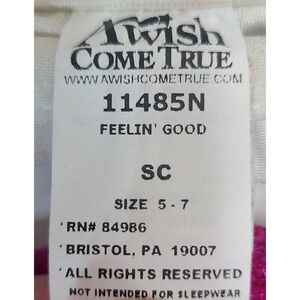 A Wish
COME TRUE
WWW.AWISHCOMETRUE.COM
11485N
FEELIN' GOOD
SC
SIZE 5 - 7
'RN# 84986
'BRISTOL, PA 19007
'ALL RIGHTS RESERVED
NOT INTENDED FOR SLEEPWEAR